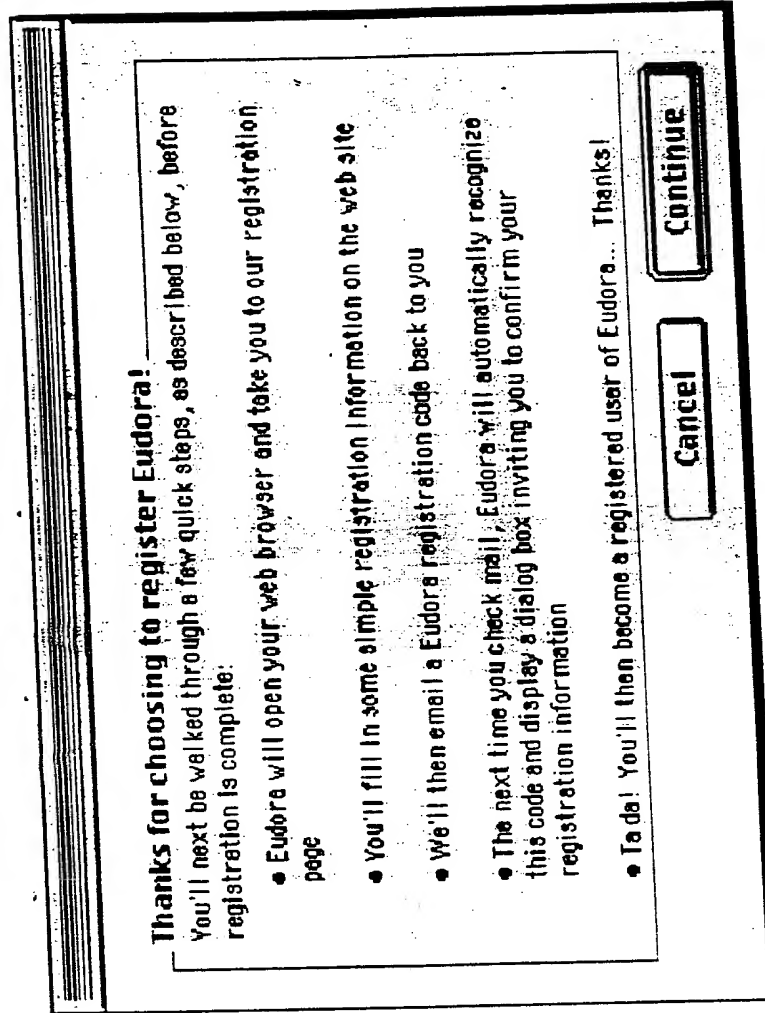 Thanks for choosing to register Eudora!
You'll next be walked through a few quick steps, as described below, before
registration is complete:
● Eudora will open your web browser and take you to our registration
page
● You'll fill in some simple registration information on the web site
● We'll then email a Eudora registration code back to you
● The next time you check mail, Eudora will automatically recognize
this code and display a dialog box inviting you to confirm your
registration information
● Ta da! You'll then become a registered user of Eudora... Thanks!
Cancel
Continue